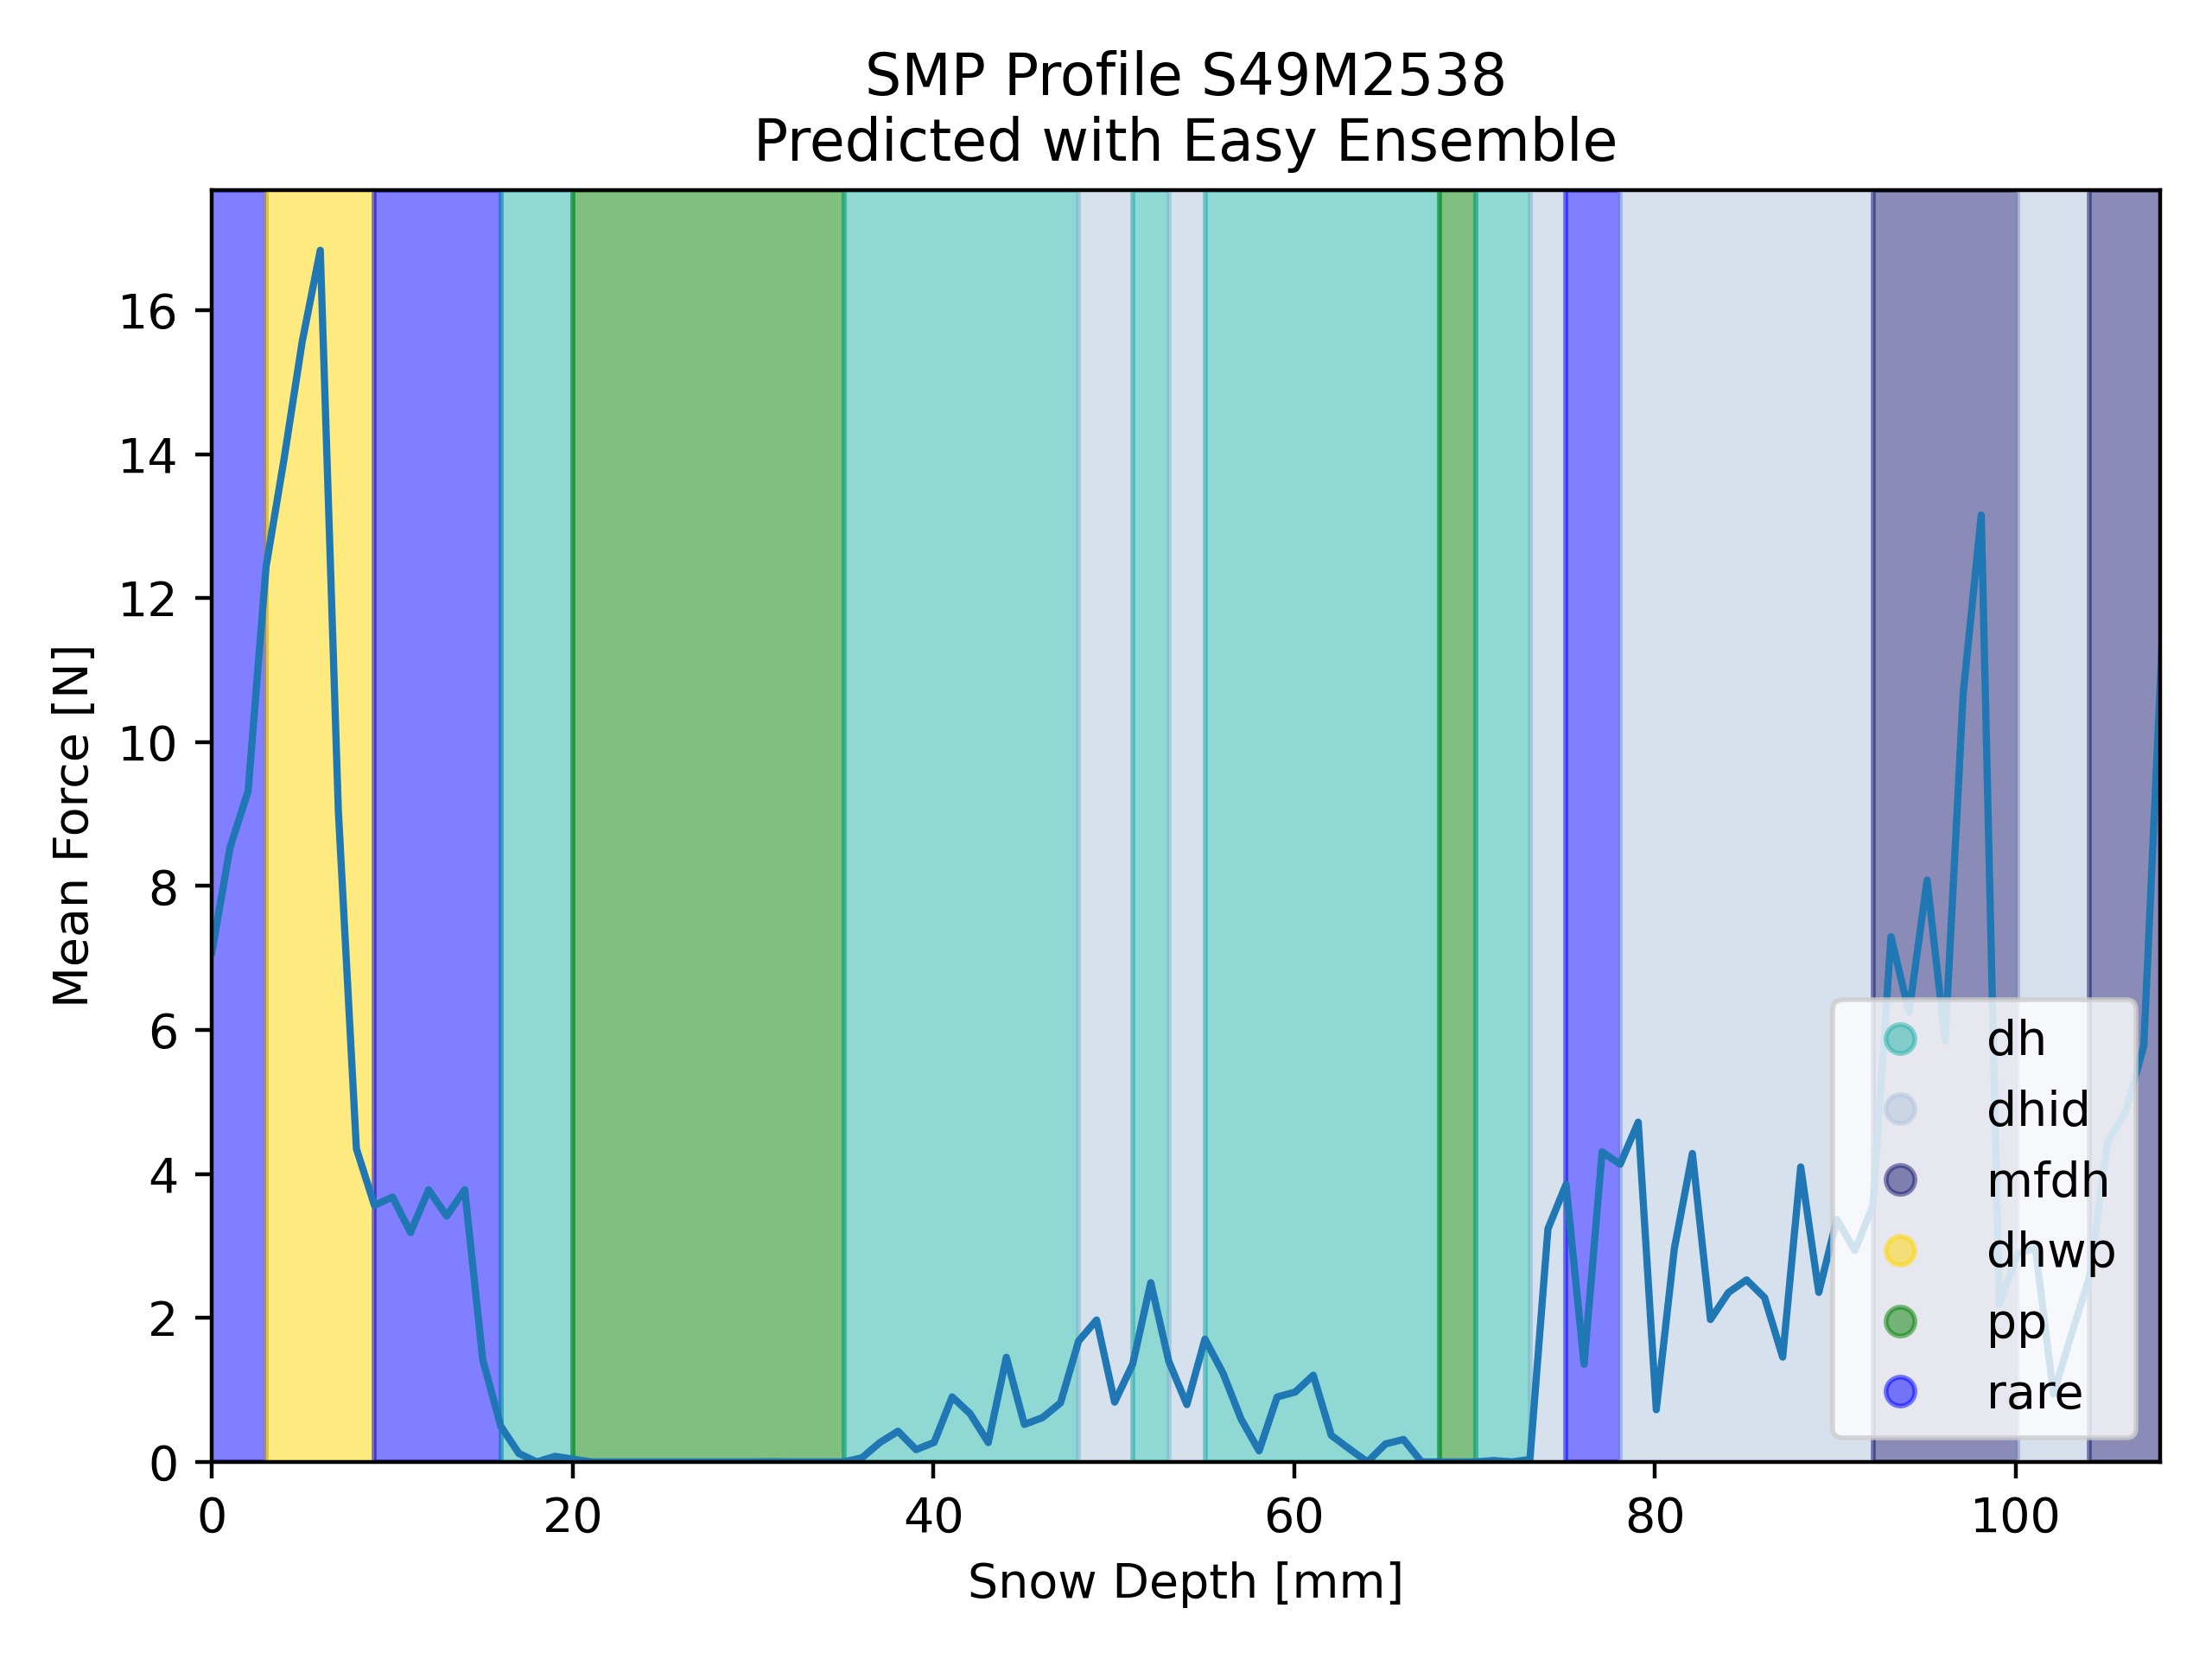 SMP Profile S49M2538
Predicted with Easy Ensemble
Mean Force [N]
16
14
12
10
8
6
4
2
0
dh
dhid
mfdh
dhwp
pp
rare
0 20 40 60 80 100
Snow Depth [mm]